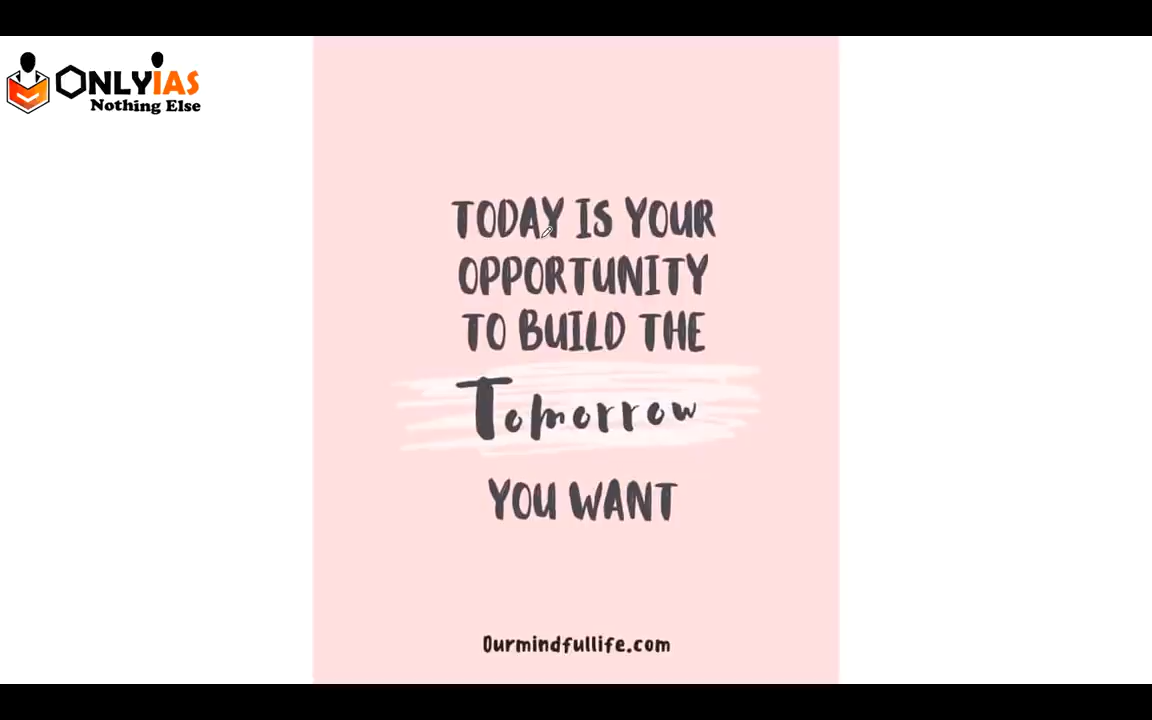 ONLYIAS
Nothing Else
TODAY IS YOUR
OPPORTUNITY
TO BUILD THE
Tomorrow
YOU WANT
Ourmindfullife.com